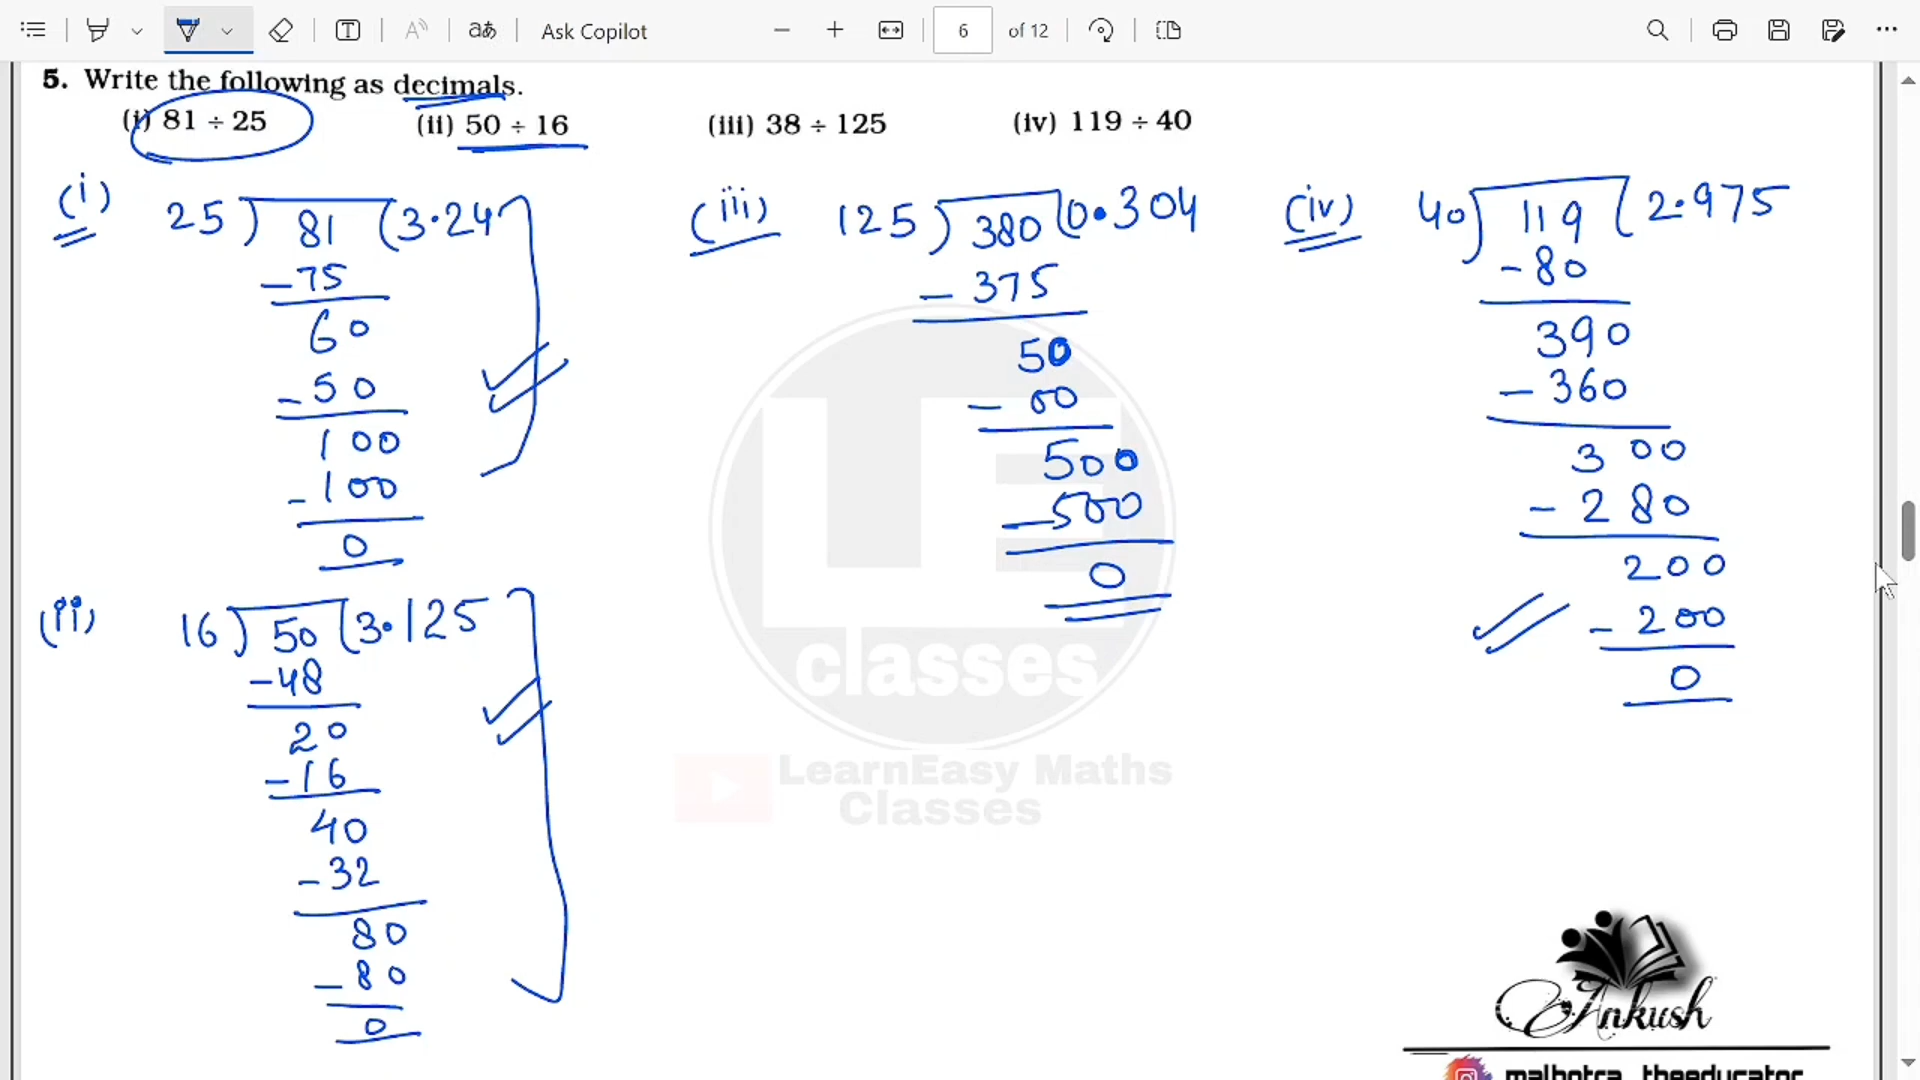 Ask Copilot
6 of 12
5. Write the following as decimals.
(i) 81 ÷ 25 (ii) 50 ÷ 16 (iii) 38 ÷ 125 (iv) 119 ÷ 40
(i) 25) 81 (3.24
-75
60
-50
100
-100
0
(ii) 16) 50 (3.125
-48
20
-16
40
-32
80
-80
0
(iii) 125) 380 (0.304
-375
50
-00
500
-500
0
(iv) 40) 119 (2.975
-80
390
-360
300
-280
200
-200
0
LE
classes
LearnEasy Maths
Classes
Ankush
malhotra_theeducator